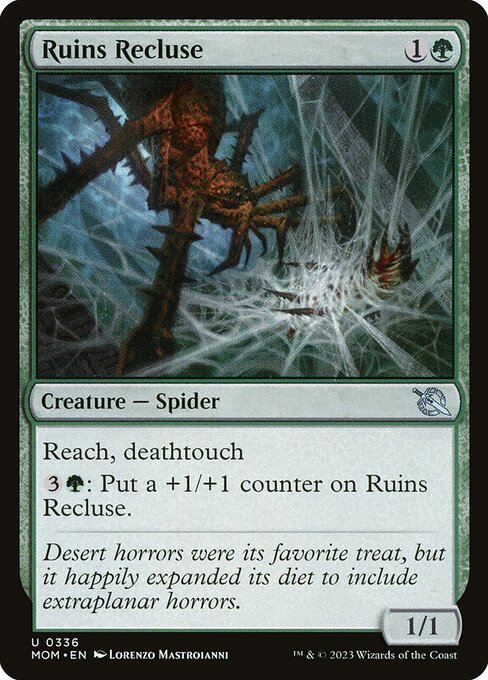 Ruins Recluse 1
Creature — Spider
Reach, deathtouch
3: Put a +1/+1 counter on Ruins
Recluse.
Desert horrors were its favorite treat, but
it happily expanded its diet to include
extraplanar horrors.
1/1
U 0336
MOM • EN Lorenzo Mastroianni ™ & © 2023 Wizards of the Coast